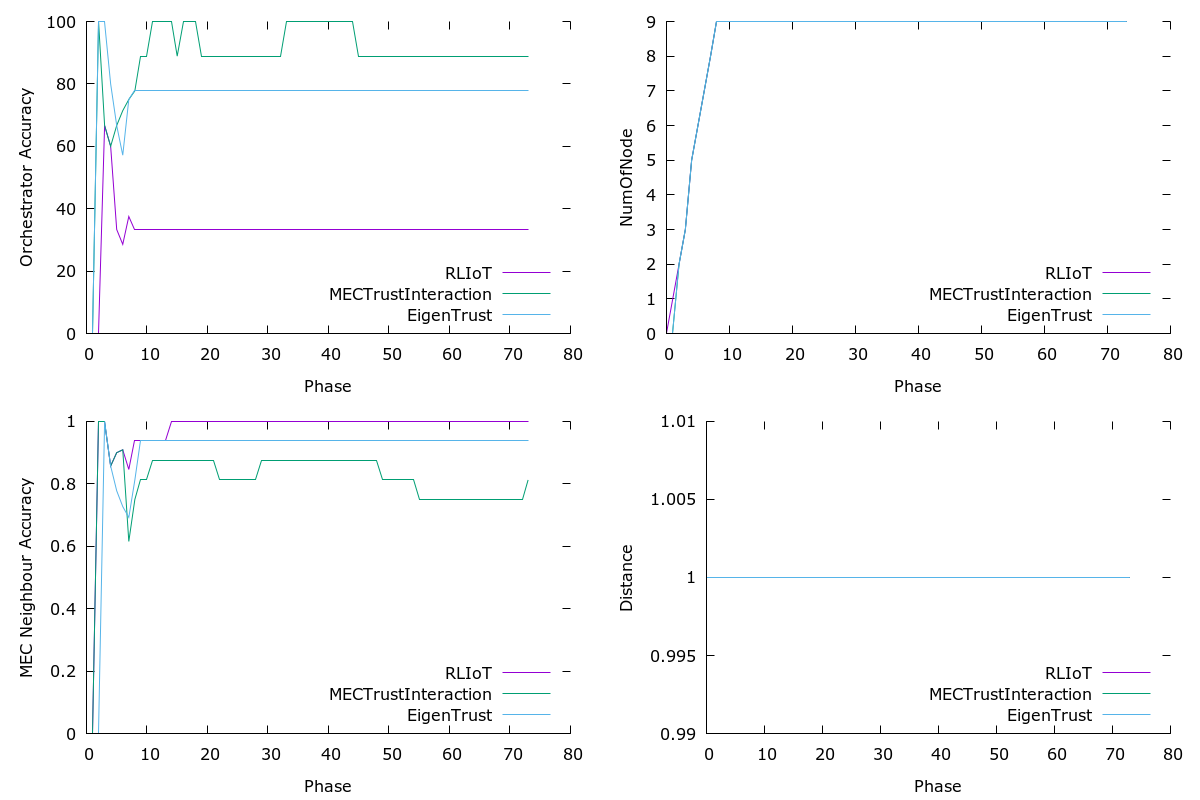 100
80
60
40
20
0
Orchestrator Accuracy
RLIoT
MECTrustInteraction
EigenTrust
0 10 20 30 40 50 60 70 80
Phase
9
8
7
6
5
4
3
2
1
0
NumOfNode
RLIoT
MECTrustInteraction
EigenTrust
0 10 20 30 40 50 60 70 80
Phase
1
0.8
0.6
0.4
0.2
0
MEC Neighbour Accuracy
RLIoT
MECTrustInteraction
EigenTrust
0 10 20 30 40 50 60 70 80
Phase
1.01
1.005
1
0.995
0.99
Distance
RLIoT
MECTrustInteraction
EigenTrust
0 10 20 30 40 50 60 70 80
Phase